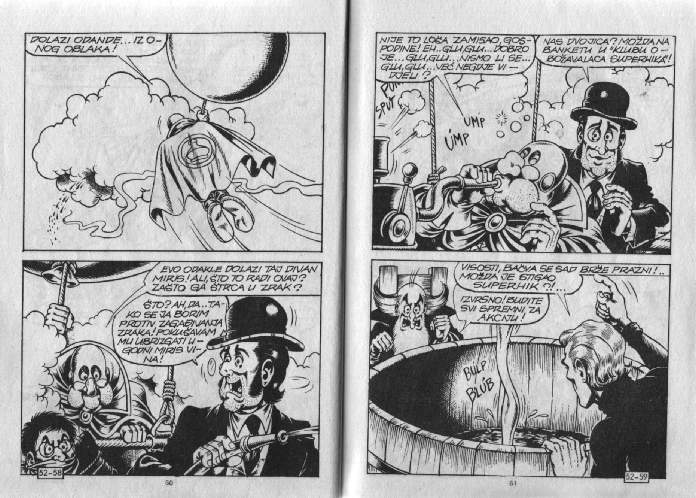 DOLAZI ODANDE... IZ O-
NOG OBLAKA!
EVO ODAKLE DOLAZI TAJ DIVAN
MIRIS! ALI, ŠTO TO RADI OVAJ?
ZAŠTO GA ŠTRCA U ZRAK?
ŠTO? AH, DA... TA-
KO SE JA BORIM
PROTIV ZAGAĐIVANJA
ZRAKA! POKUŠAVAM
MU UBRIZGATI U-
GODNI MIRIS VI-
NA!
52-58
60
NIJE TO LOŠA ZAMISAO, GOS-
PODINE! EH.. GLU, GLU... DOBRO
JE... GLU, GLU... NISMO LI SE...
GLU, GLU... VEĆ NEGDJE VI-
DJELI?
NAS DVOJICA? MOŽDA NA
BANKETU U "KLUBU O-
BOŽAVALACA SUPERHIKA"!
PUM
SPUT
UMP
UMP
VISOSTI, BAČVA SE SAD BRŽE PRAZNI!..
MOŽDA JE STIGAO
SUPERHIK?!...
IZVRSNO! BUDITE
SVI SPREMNI ZA
AKCIJU!
BULP
BLUB
52-59
61